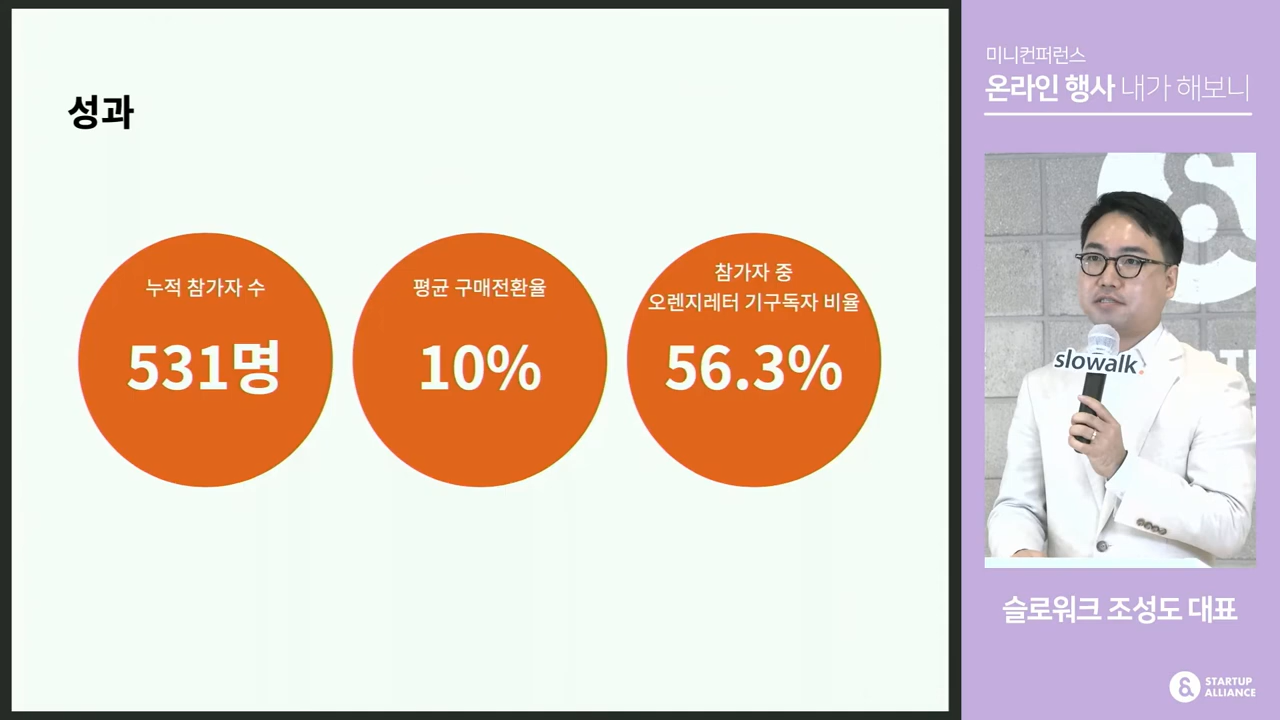 성과
누적 참가자 수
531명
평균 구매전환율
10%
참가자 중
오렌지레터 기구독자 비율
56.3%
미니컨퍼런스
온라인 행사 내가 해보니
slowalk
슬로워크 조성도 대표
STARTUP
ALLIANCE